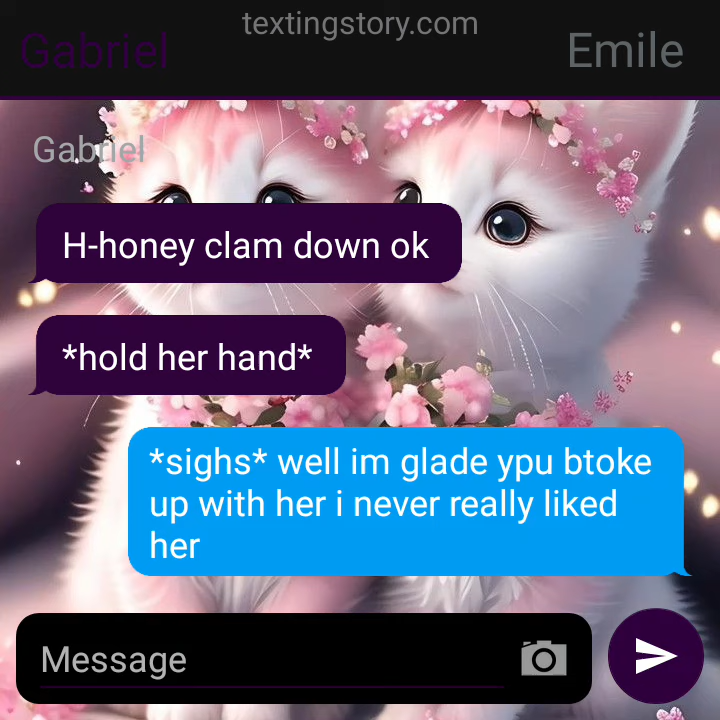 textingstory.com
Gabriel
Emile
Gabriel
H-honey clam down ok
*hold her hand*
*sighs* well im glade ypu btoke
up with her i never really liked
her
Message